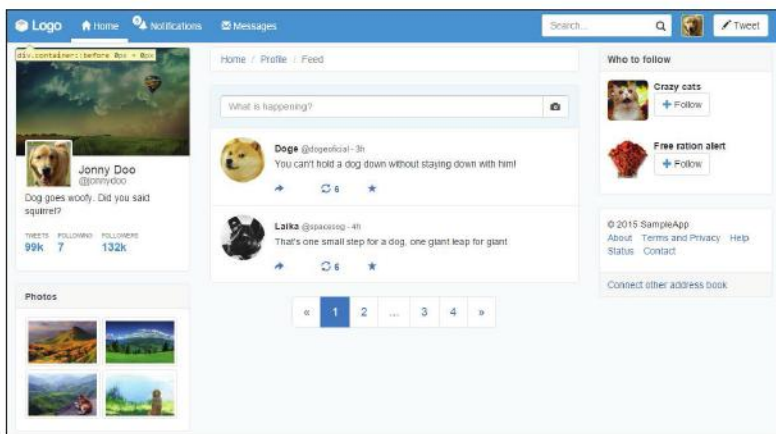 Logo Home Notifications Messages Search... Tweet
div.container::before 0px × 0px
Jonny Doo
@jonnydoo
Dog goes woofy. Did you said
squirrel?
TWEETS FOLLOWING FOLLOWERS
99k 7 132k
Photos
Home / Profile / Feed
What is happening?
Doge @dogeoficial - 3h
You can't hold a dog down without staying down with him!
6
Laika @spacesog - 4h
That's one small step for a dog, one giant leap for giant
6
« 1 2 ... 3 4 »
Who to follow
Crazy cats
Follow
Free ration alert
Follow
© 2015 SampleApp
About Terms and Privacy Help
Status Contact
Connect other address book